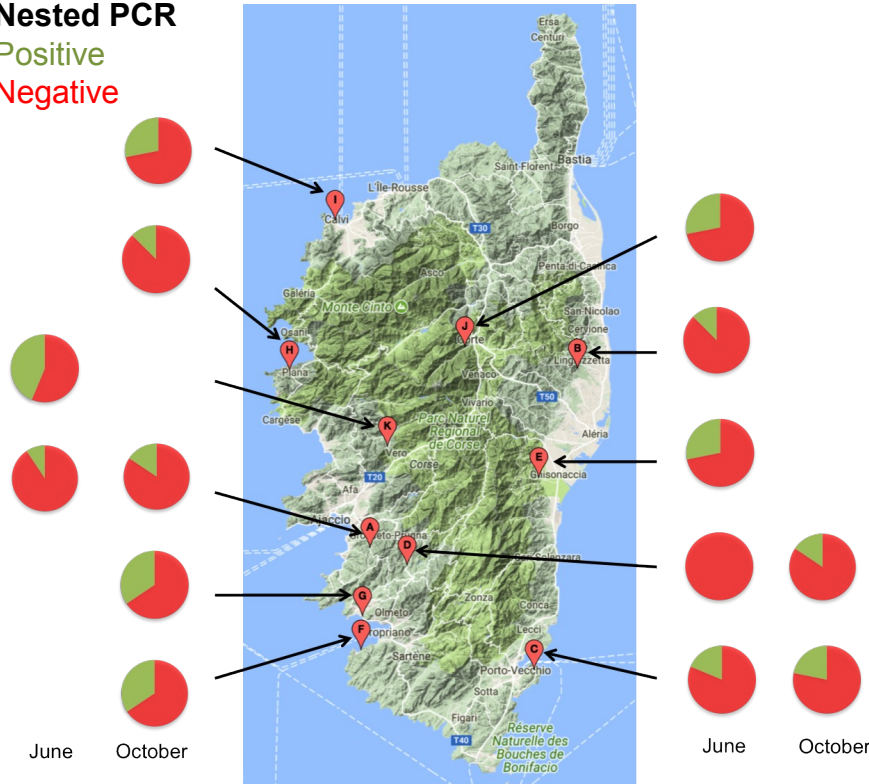 Nested PCR
Positive
Negative
Ersa
Centuri
Bastia
Saint-Florent
L'Île-Rousse
I
Calvi
T30
Borgo
Asco
Penta-di-Casinca
Galéria
Monte Cinto
San-Nicolao
Cervione
Osani
J
Corte
B
H
Piana
Venaco
T50
Vivario
Cargèse
Parc Naturel
Régional
de Corse
K
Aléria
Vero
Corse
E
Ghisonaccia
T20
Afa
Ajaccio
A
D
G
Zonza
Conca
Olmeto
F
Propriano
Lecci
Sartène
C
Porto-Vecchio
Sotta
Figari
Réserve
Naturelle des
Bouches de
Bonifacio
T40
June
October
June
October